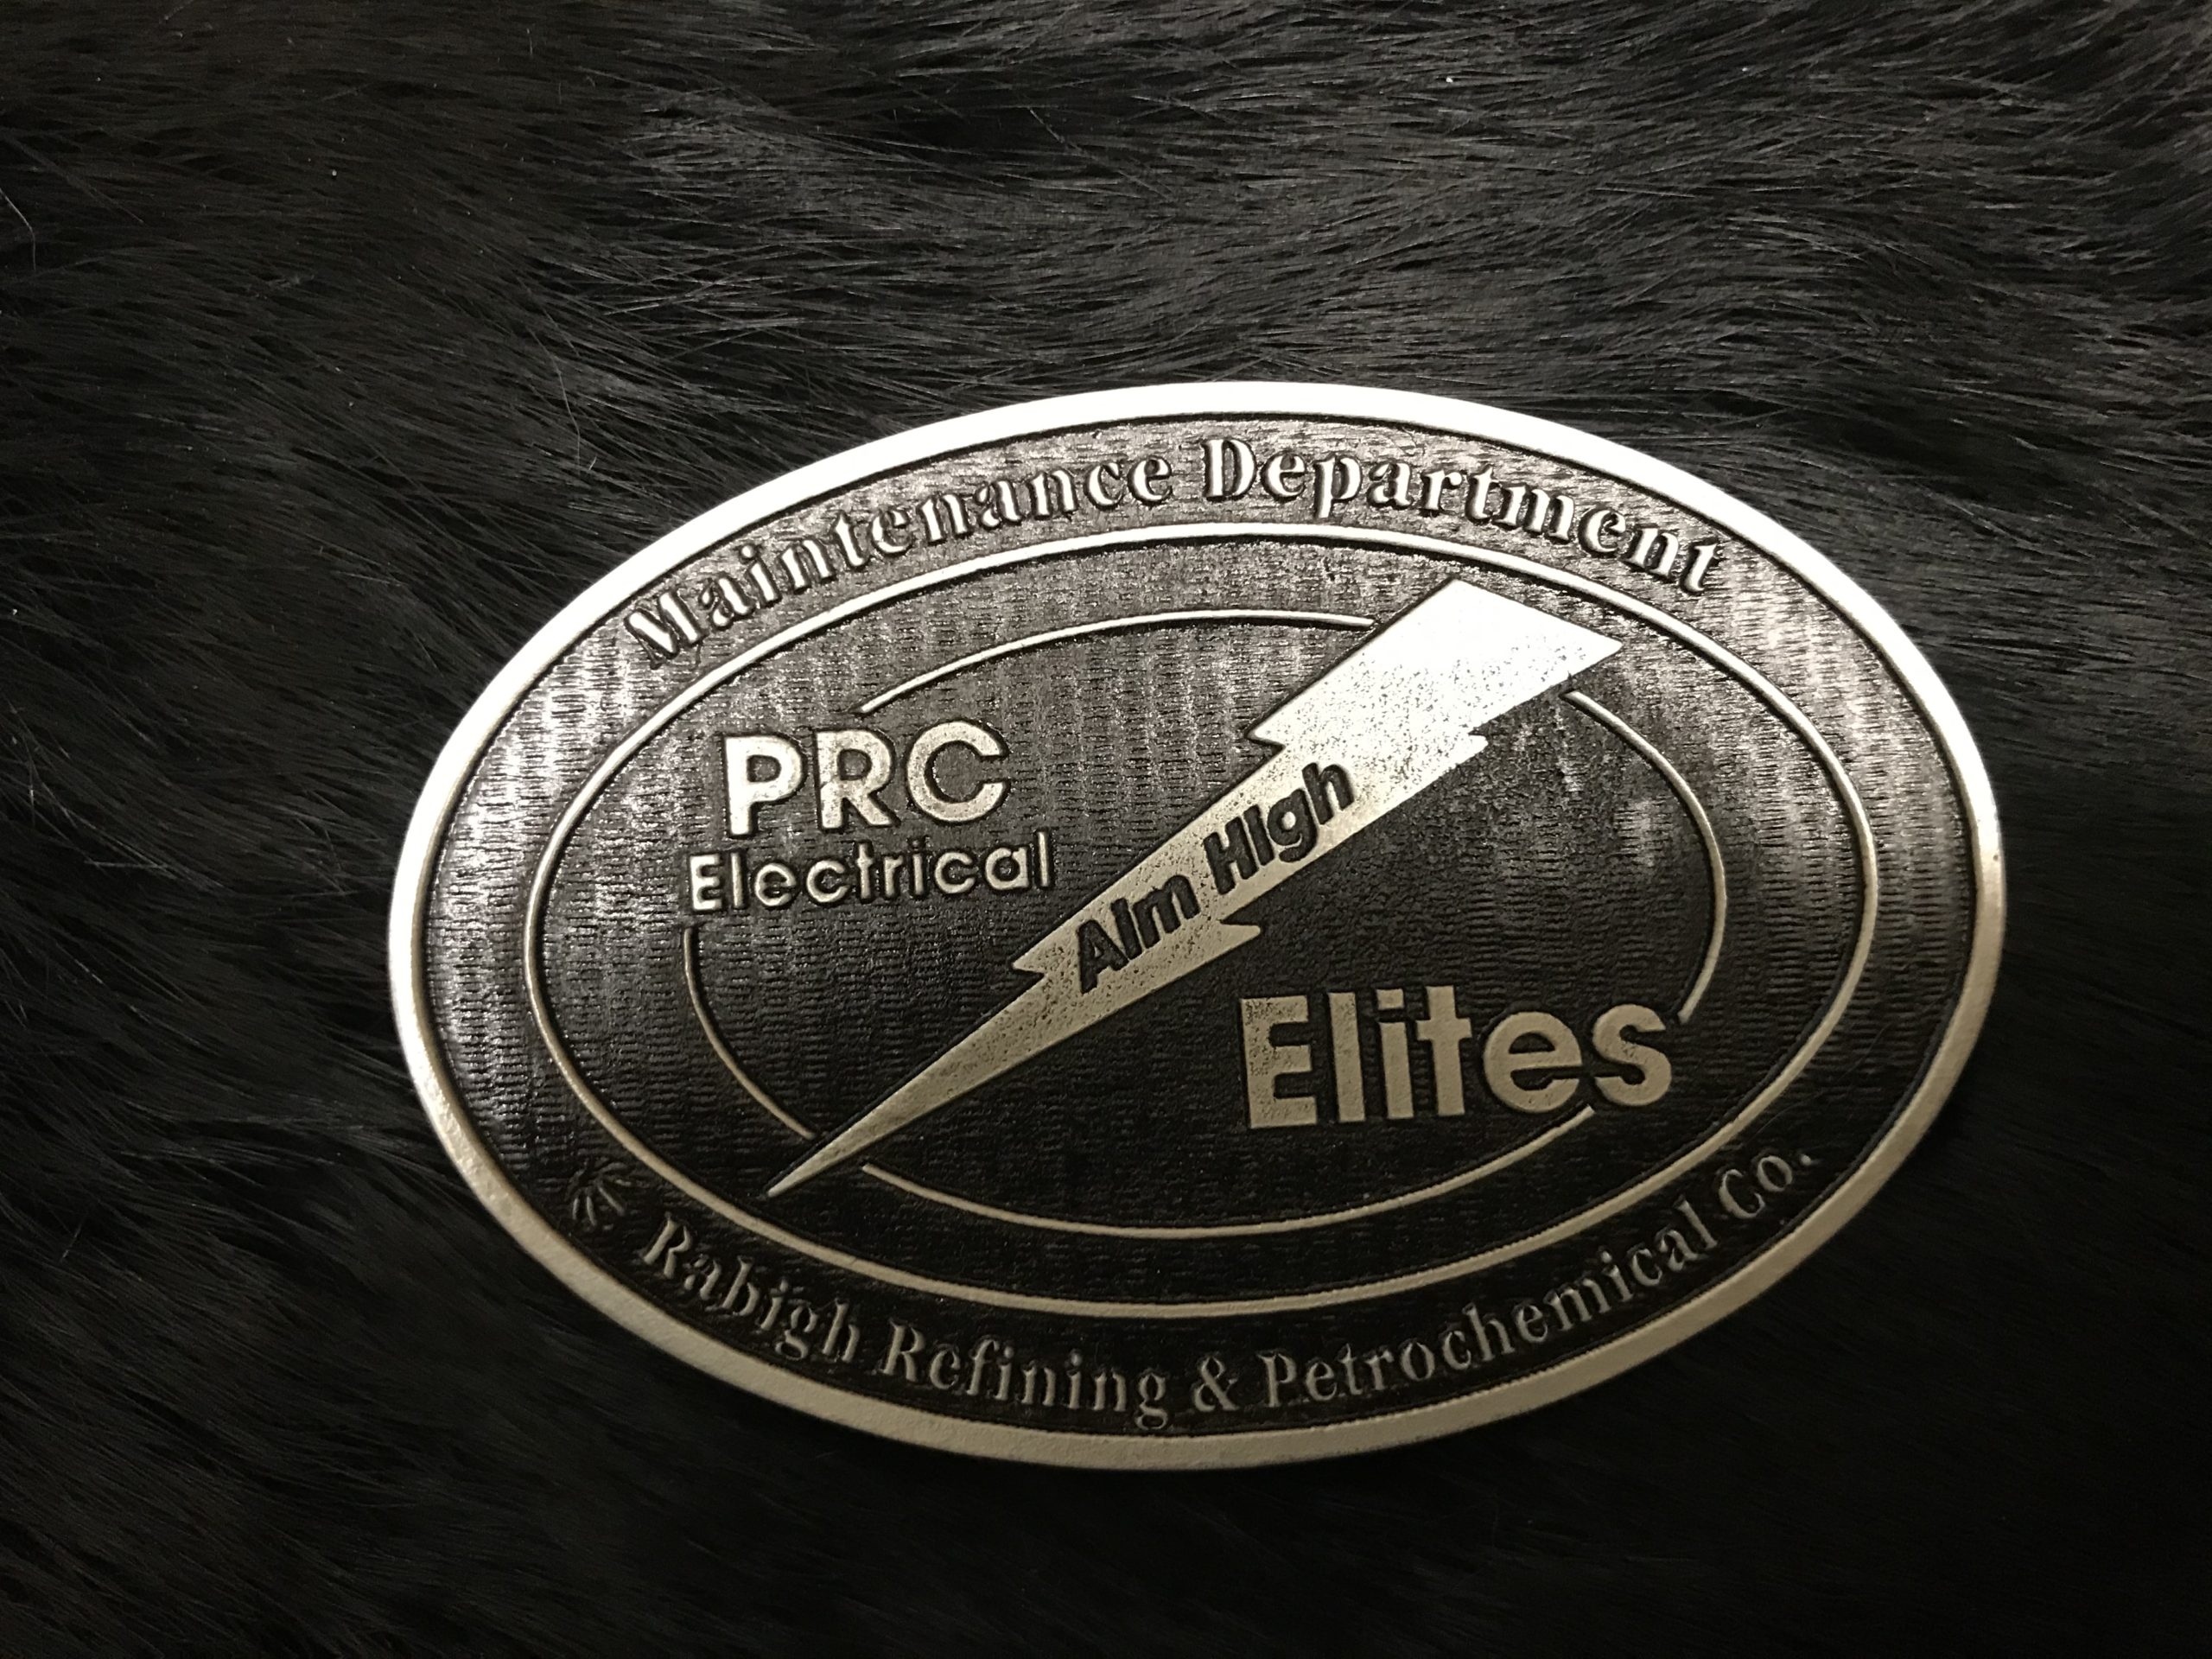 Maintenance Department
PRC
Electrical
AIm HIgh
Elites
Rabigh Refining & Petrochemical Co.